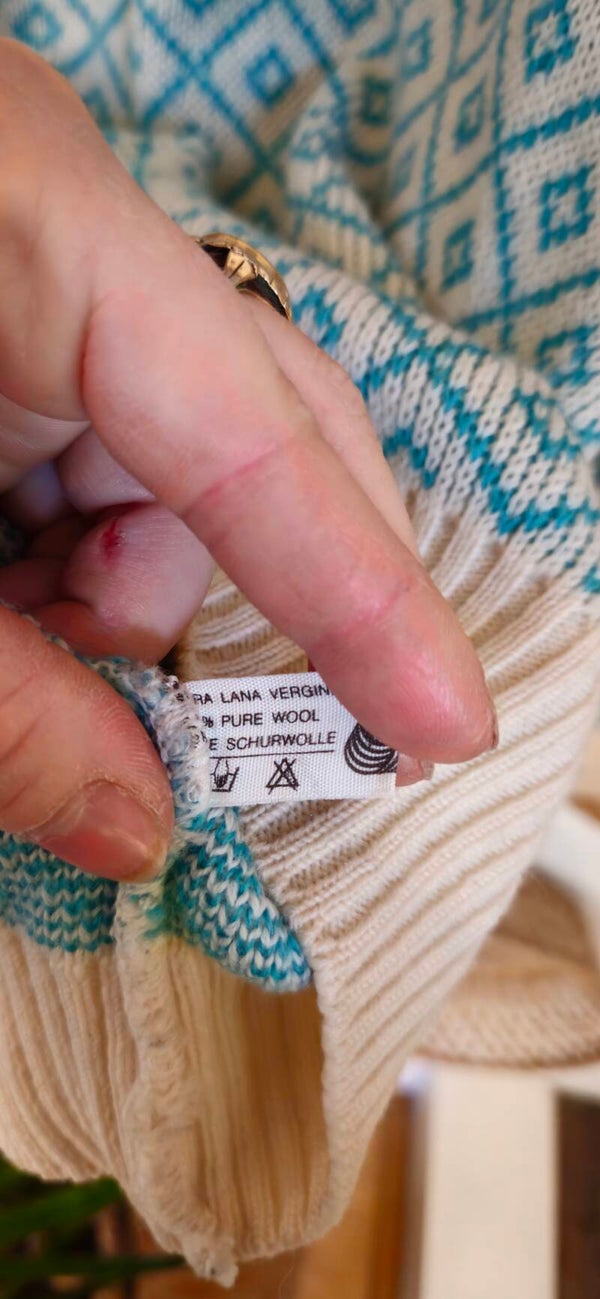 RA LANA VERGIN
% PURE WOOL
E SCHURWOLLE